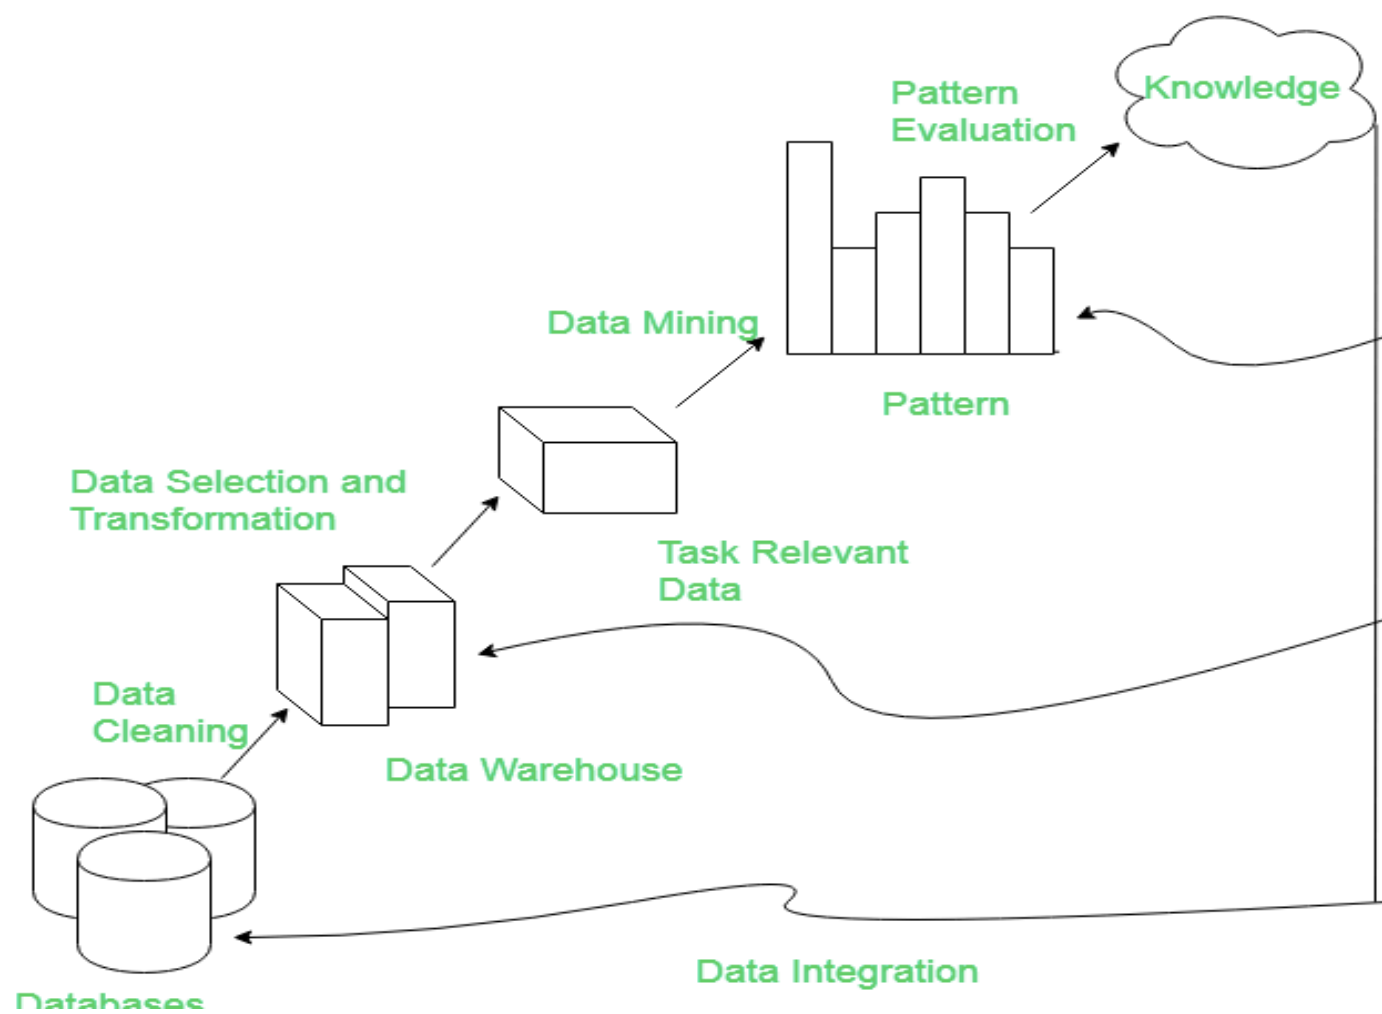 Knowledge
Pattern
Evaluation
Data Mining
Pattern
Data Selection and
Transformation
Task Relevant
Data
Data
Cleaning
Data Warehouse
Data Integration
Databases